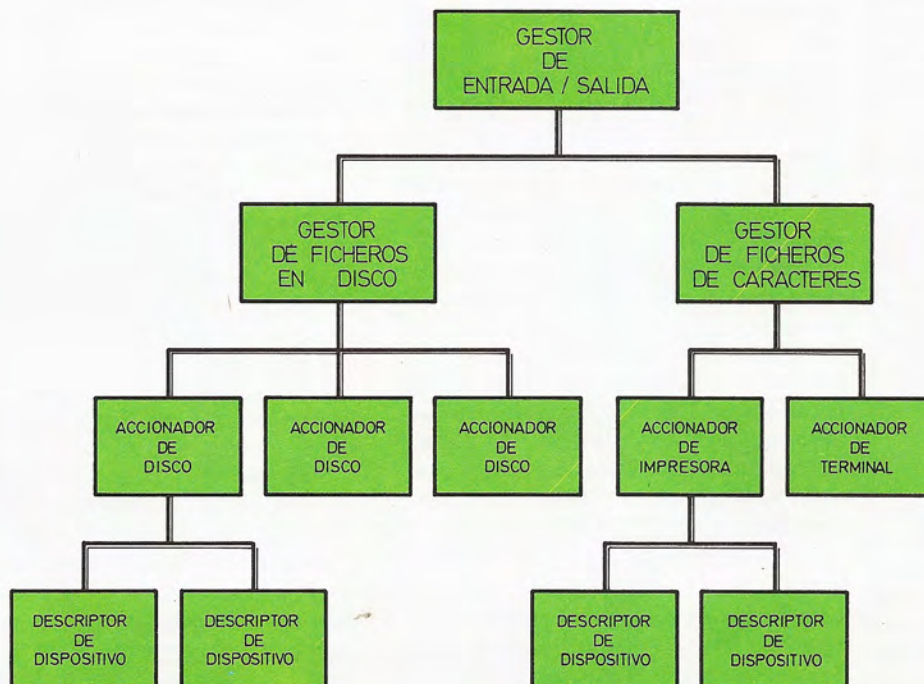 GESTOR
DE
ENTRADA / SALIDA
GESTOR
DE FICHEROS
EN DISCO
GESTOR
DE FICHEROS
DE CARACTERES
ACCIONADOR
DE
DISCO
ACCIONADOR
DE
DISCO
ACCIONADOR
DE
DISCO
ACCIONADOR
DE
IMPRESORA
ACCIONADOR
DE
TERMINAL
DESCRIPTOR
DE
DISPOSITIVO
DESCRIPTOR
DE
DISPOSITIVO
DESCRIPTOR
DE
DISPOSITIVO
DESCRIPTOR
DE
DISPOSITIVO